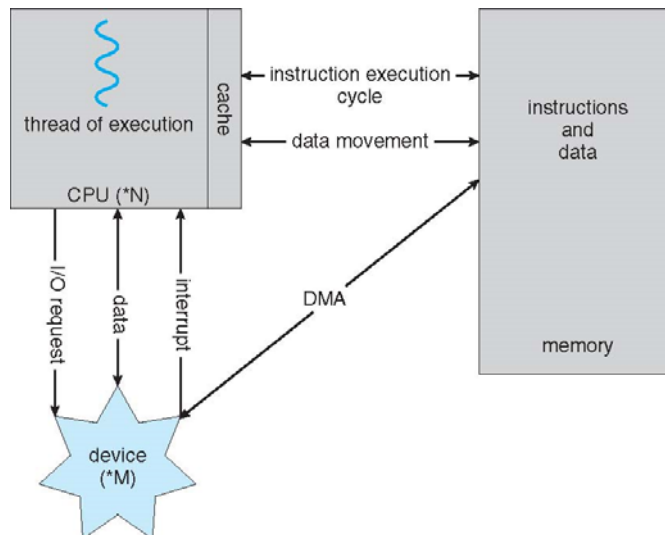 thread of execution
cache
CPU (*N)
instruction execution
cycle
data movement
instructions
and
data
memory
I/O request
data
interrupt
DMA
device
(*M)